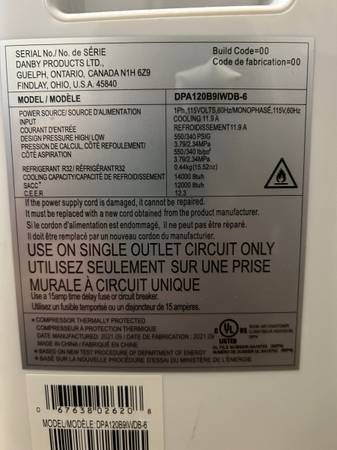 SERIAL No./No. de SÉRIE
Build Code=00
DANBY PRODUCTS LTD.,
Code de fabrication=00
GUELPH, ONTARIO, CANADA N1H 6Z9
FINDLAY, OHIO, U.S.A. 45840
MODEL / MODÈLE DPA120B9IWDB-6
POWER SOURCE/ SOURCE D'ALIMENTATION 1Ph ,115VOLTS,60Hz/MONOPHASÉ,115V,60Hz
INPUT COOLING 11.9 A
COURANT D'ENTRÉE REFROIDISSEMENT 11.9 A
DESIGN PRESSURE HIGH/ LOW 550/340 PSIG
PRESSION DE CALCUL, CÔTÉ REFOULEMENT/ 3.79/2.34MPa
CÔTÉ ASPIRATION 550/340 lb/po²
3.79/2.34MPa
REFRIGERANT R32/ RÉFRIGÉRANT R32 0.44kg(15.52oz)
COOLING CAPACITY/CAPACITÉ DE REFROIDISSEMENT 14000 Btuh
SACC* 12000 Btuh
C.E.E.R 12.3
If the power supply cord is damaged, it cannot be repaired.
It must be replaced with a new cord obtained from the product manufacturer.
Si le cordon d'alimentation est endommagé, il ne peut pas être réparé.
Il doit être remplacé par un nouveau cordon du manufacturier.
USE ON SINGLE OUTLET CIRCUIT ONLY
UTILISEZ SEULEMENT SUR UNE PRISE
MURALE À CIRCUIT UNIQUE
Use a 15amp time delay fuse or circuit breaker.
Utilisez un fusible temporisé ou un disjoncteur de 15 ampères.
COMPRESSOR THERMALLY PROTECTED
COMPRESSEUR À PROTECTION THERMIQUE
DATE MANUFACTURED: 2021.09 / DATE DE FABRICATION : 2021.09
MADE IN CHINA / FABRIQUÉ EN CHINE
BASED ON NEW TEST PROCEDURE OF DEPARTMENT OF ENERGY
BASÉ SUR LA NOUVELLE PROCÉDURE D'ESSAI DU MINISTÈRE DE L'ÉNERGIE
C UL US
LISTED
0 67638 02620 8
MODEL/MODÈLE: DPA120B9IWDB-6